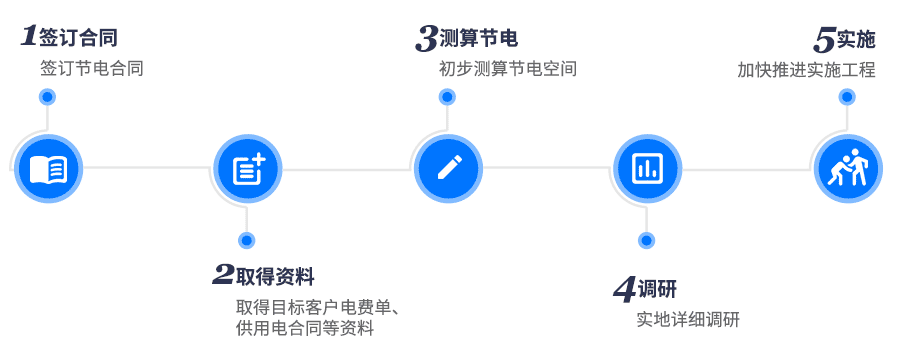 1签订合同
签订节电合同
2取得资料
取得目标客户电费单、
供用电合同等资料
3测算节电
初步测算节电空间
4调研
实地详细调研
5实施
加快推进实施工程